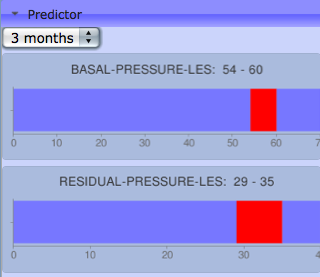 Predictor
3 months
BASAL-PRESSURE-LES: 54 - 60
0 10 20 30 40 50 60 70
RESIDUAL-PRESSURE-LES: 29 - 35
0 10 20 30